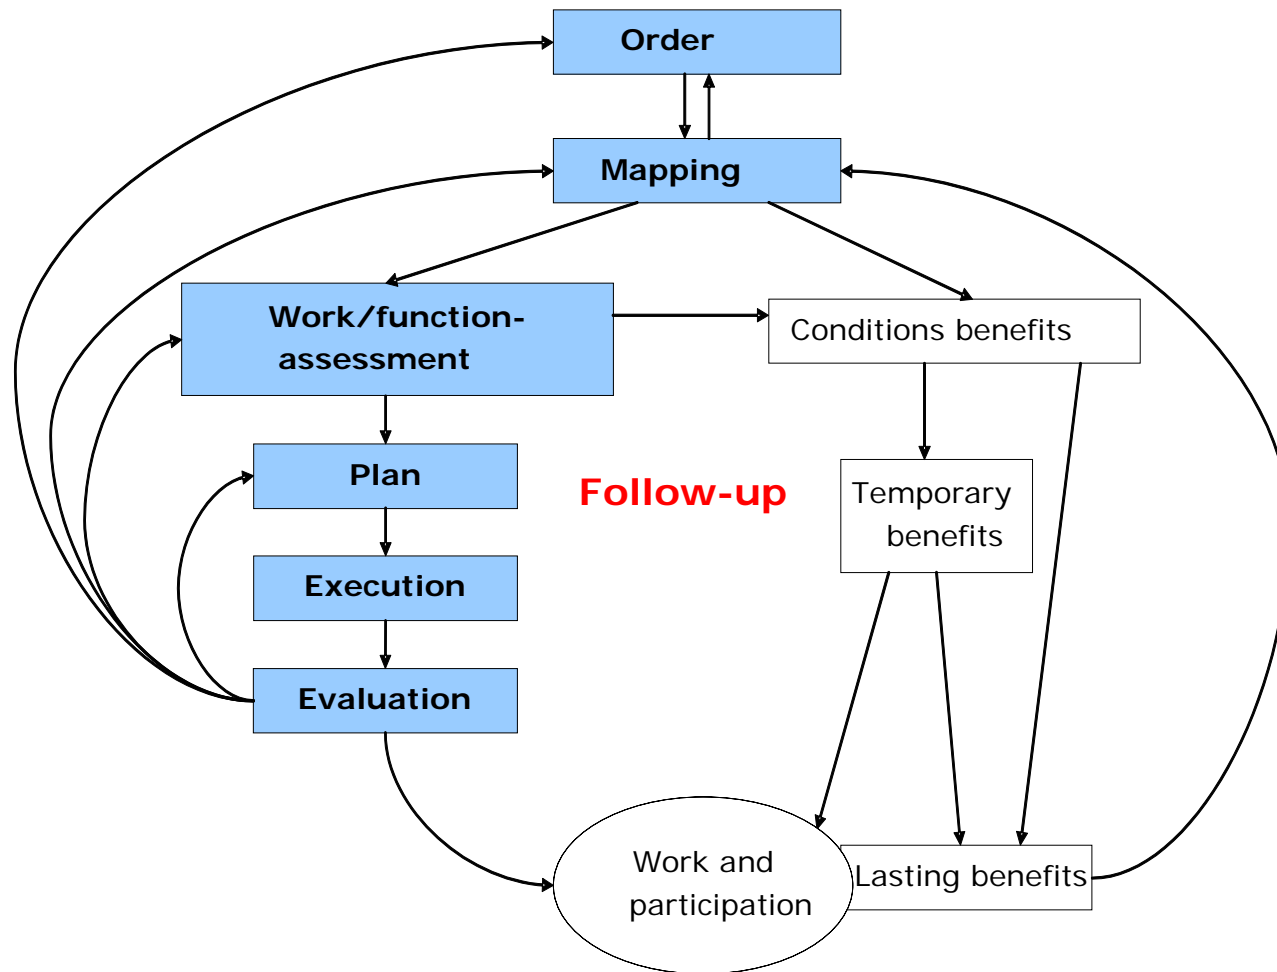 Order
Mapping
Work/function-
assessment
Conditions benefits
Plan
Follow-up
Temporary
benefits
Execution
Evaluation
Work and
participation
Lasting benefits